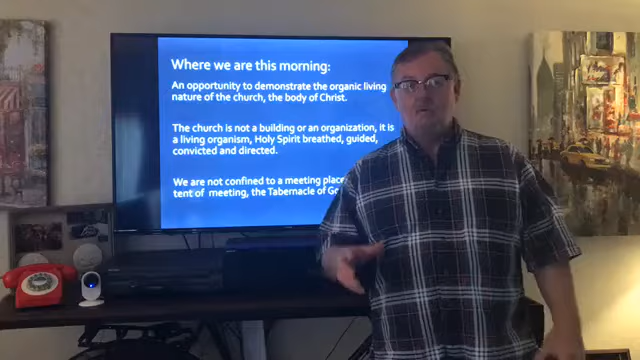 Where we are this morning:
An opportunity to demonstrate the organic living
nature of the church, the body of Christ.
The church is not a building or an organization, it is
a living organism, Holy Spirit breathed, guided,
convicted and directed.
We are not confined to a meeting place
tent of meeting, the Tabernacle of